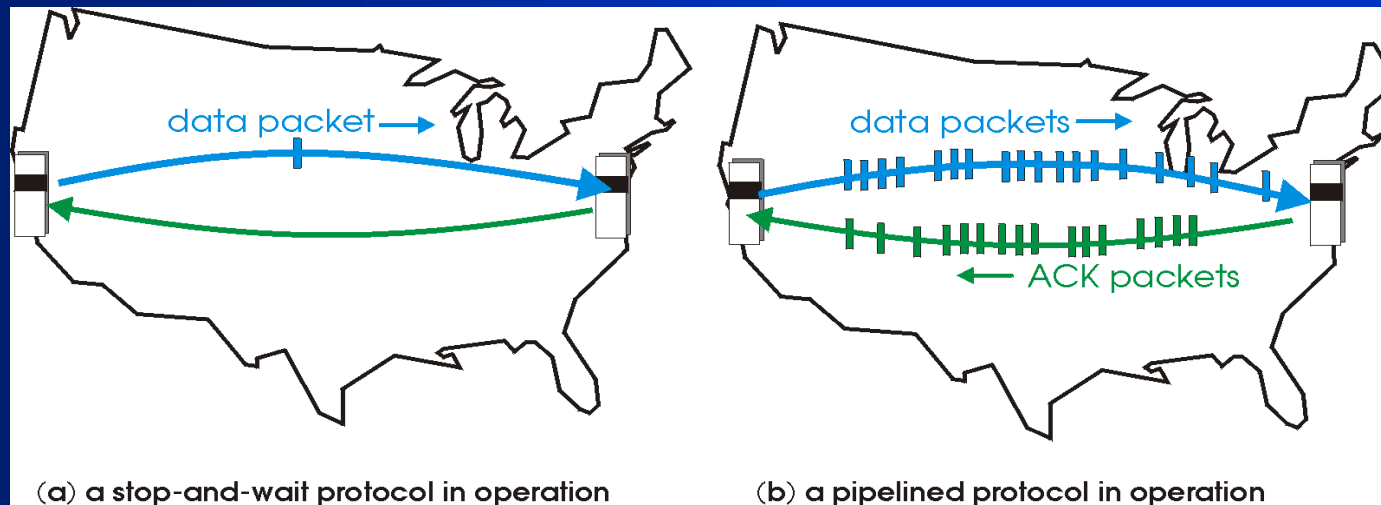 data packet
data packets
ACK packets
(a) a stop-and-wait protocol in operation
(b) a pipelined protocol in operation